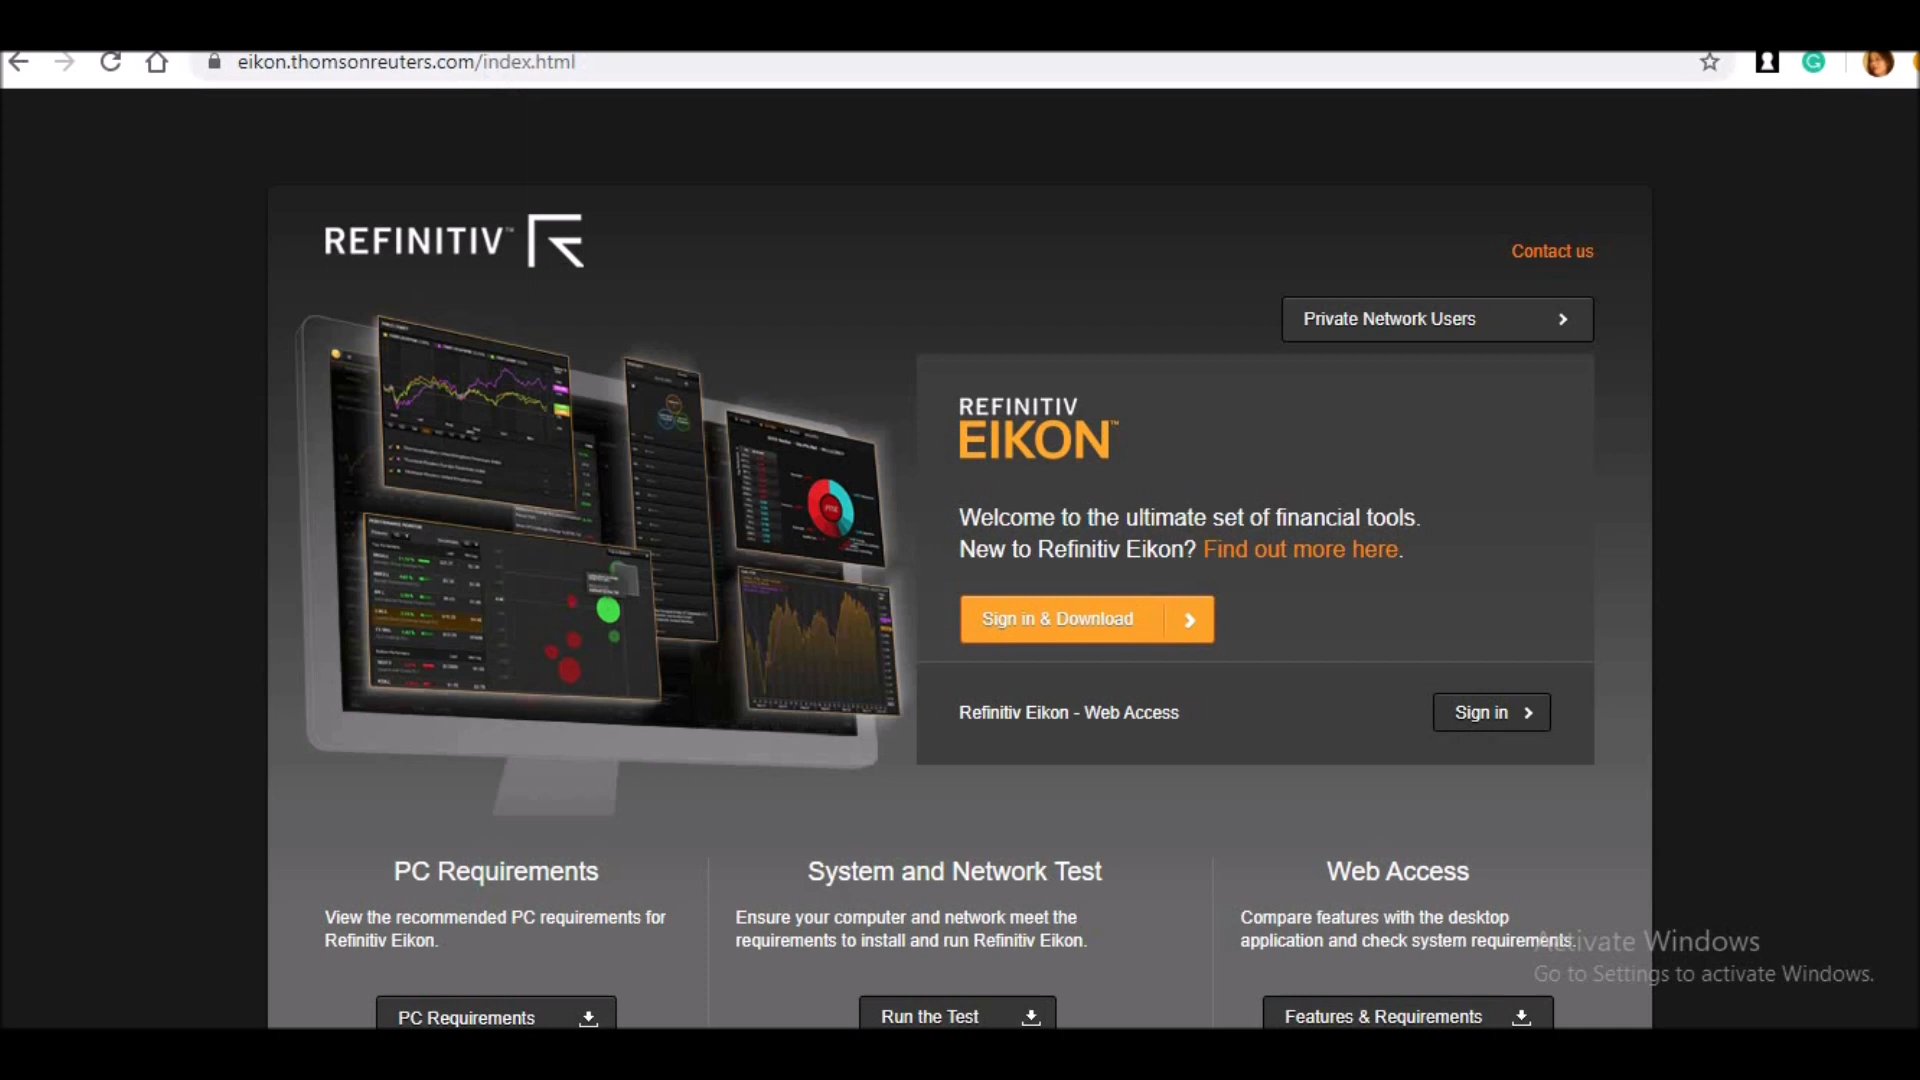 eikon.thomsonreuters.com/index.html
REFINITIV™
Contact us
Private Network Users
REFINITIV
EIKON™
Welcome to the ultimate set of financial tools.
New to Refinitiv Eikon? Find out more here.
Sign in & Download
Refinitiv Eikon - Web Access
Sign in
PC Requirements
View the recommended PC requirements for
Refinitiv Eikon.
PC Requirements
System and Network Test
Ensure your computer and network meet the
requirements to install and run Refinitiv Eikon.
Run the Test
Web Access
Compare features with the desktop
application and check system requirements.
Features & Requirements
Activate Windows
Go to Settings to activate Windows.